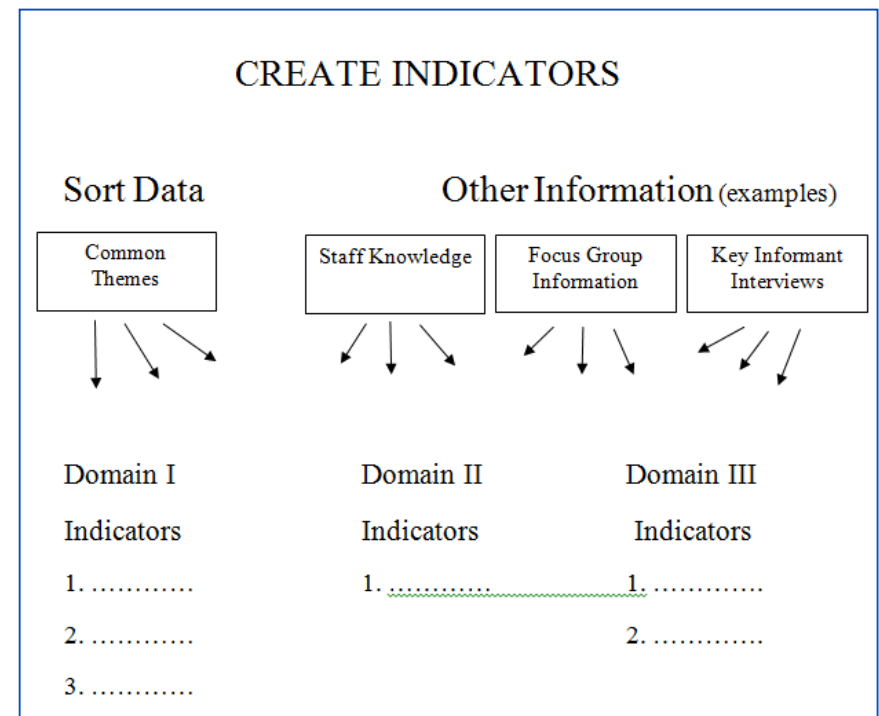 CREATE INDICATORS
Sort Data
Other Information (examples)
Common
Themes
Staff Knowledge
Focus Group
Information
Key Informant
Interviews
Domain I
Domain II
Domain III
Indicators
Indicators
Indicators
1. …………
1. …………
1. ………….
2. …………
2. ………….
3. …………